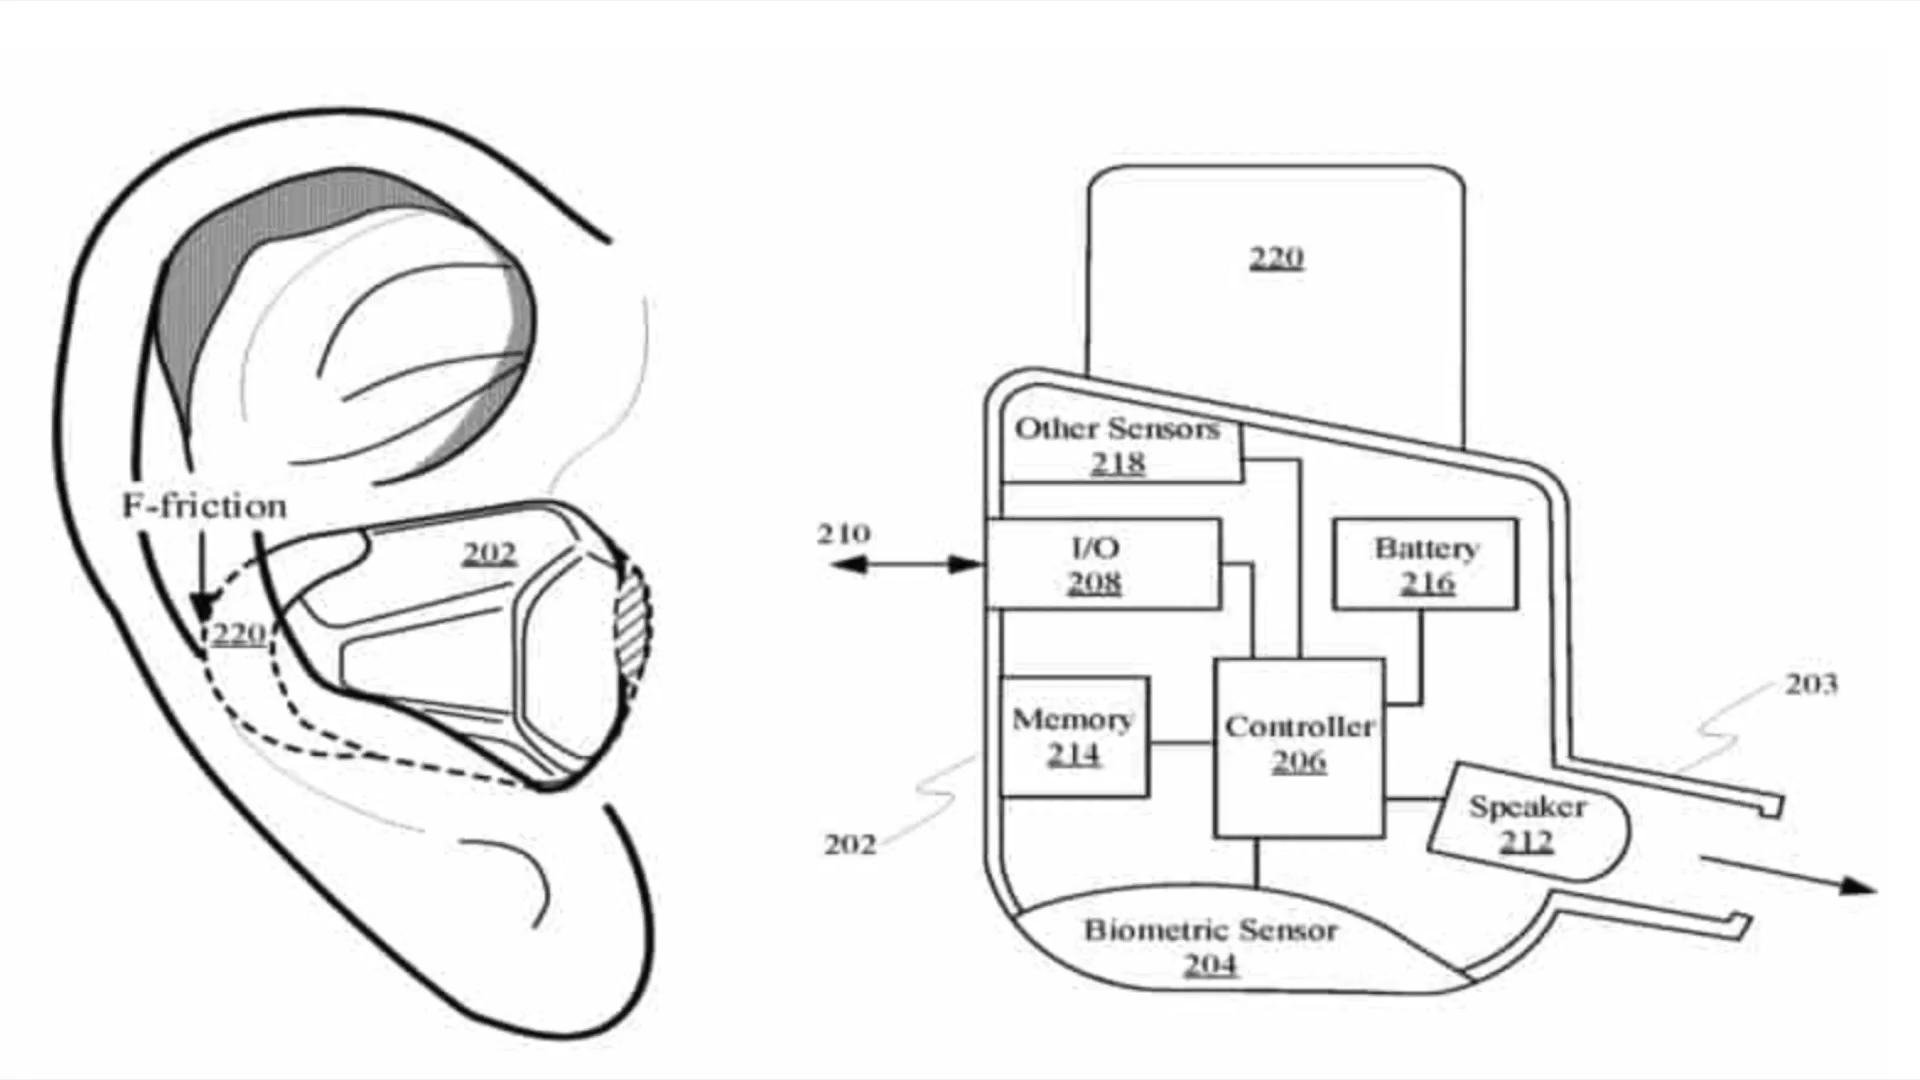 F-friction
202
220
220
Other Sensors
218
210
I/O
208
Battery
216
Memory
214
Controller
206
203
202
Speaker
212
Biometric Sensor
204